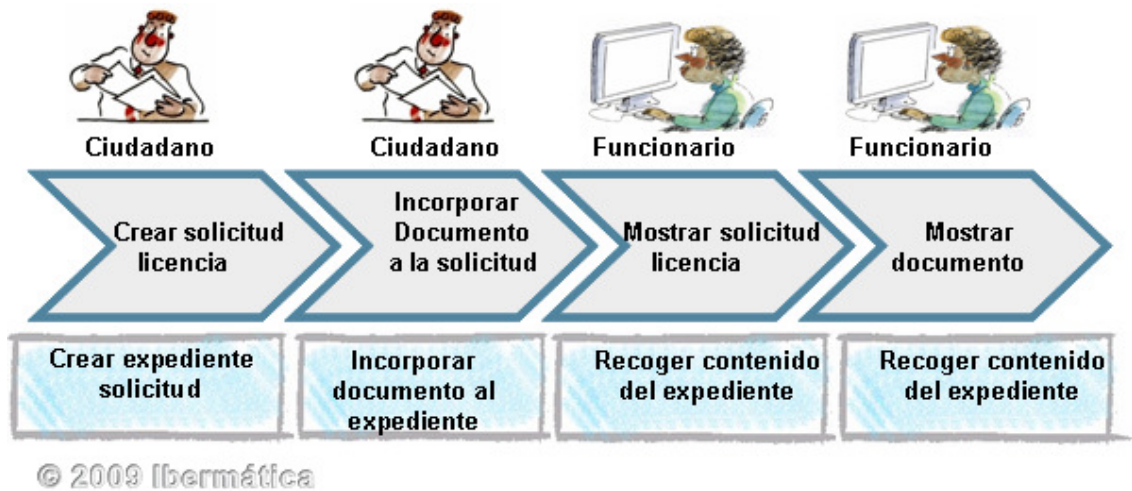 Ciudadano
Ciudadano
Funcionario
Funcionario
Crear solicitud
licencia
Incorporar
Documento
a la solicitud
Mostrar solicitud
licencia
Mostrar
documento
Crear expediente
solicitud
Incorporar
documento al
expediente
Recoger contenido
del expediente
Recoger contenido
del expediente
© 2009 Ibermática